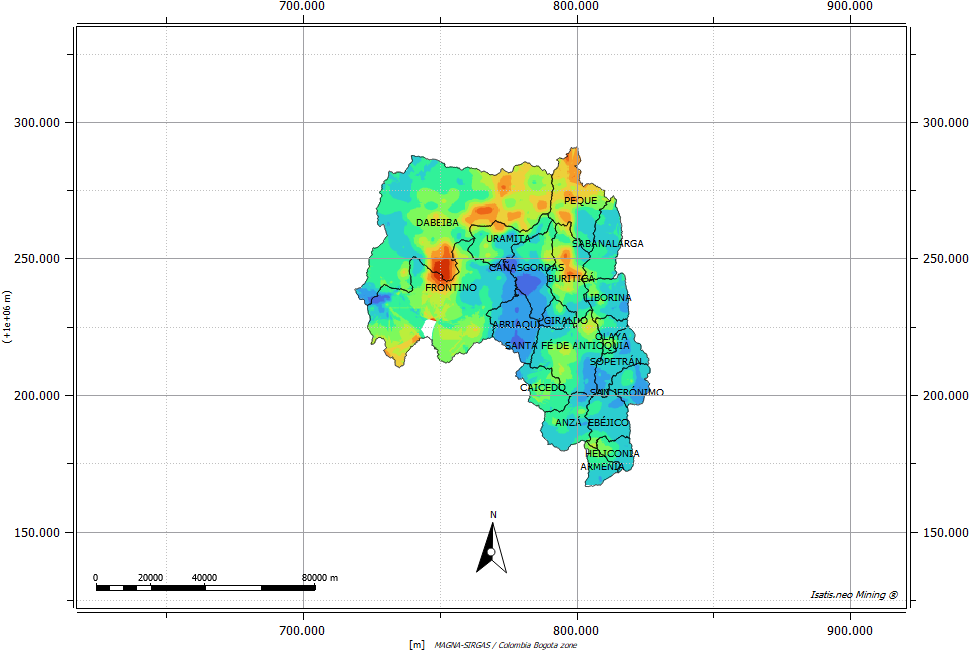 700.000 800.000 900.000
300.000 300.000
PEQUE
DABEIBA
URAMITA
SABANALARGA
250.000 250.000
CAÑASGORDAS
BURITICÁ
FRONTINO
LIBORINA
(+1e+06 m)
GIRALDO
ABRIAQUÍ
OLAYA
SANTA FÉ DE ANTIOQUIA
SOPETRÁN
CAICEDO
SAN JERÓNIMO
200.000 200.000
ANZÁ EBÉJICO
HELICONIA
ARMENIA
N
150.000 150.000
0 20000 40000 80000 m
Isatis.neo Mining ®
700.000 800.000 900.000
[m] MAGNA-SIRGAS / Colombia Bogota zone